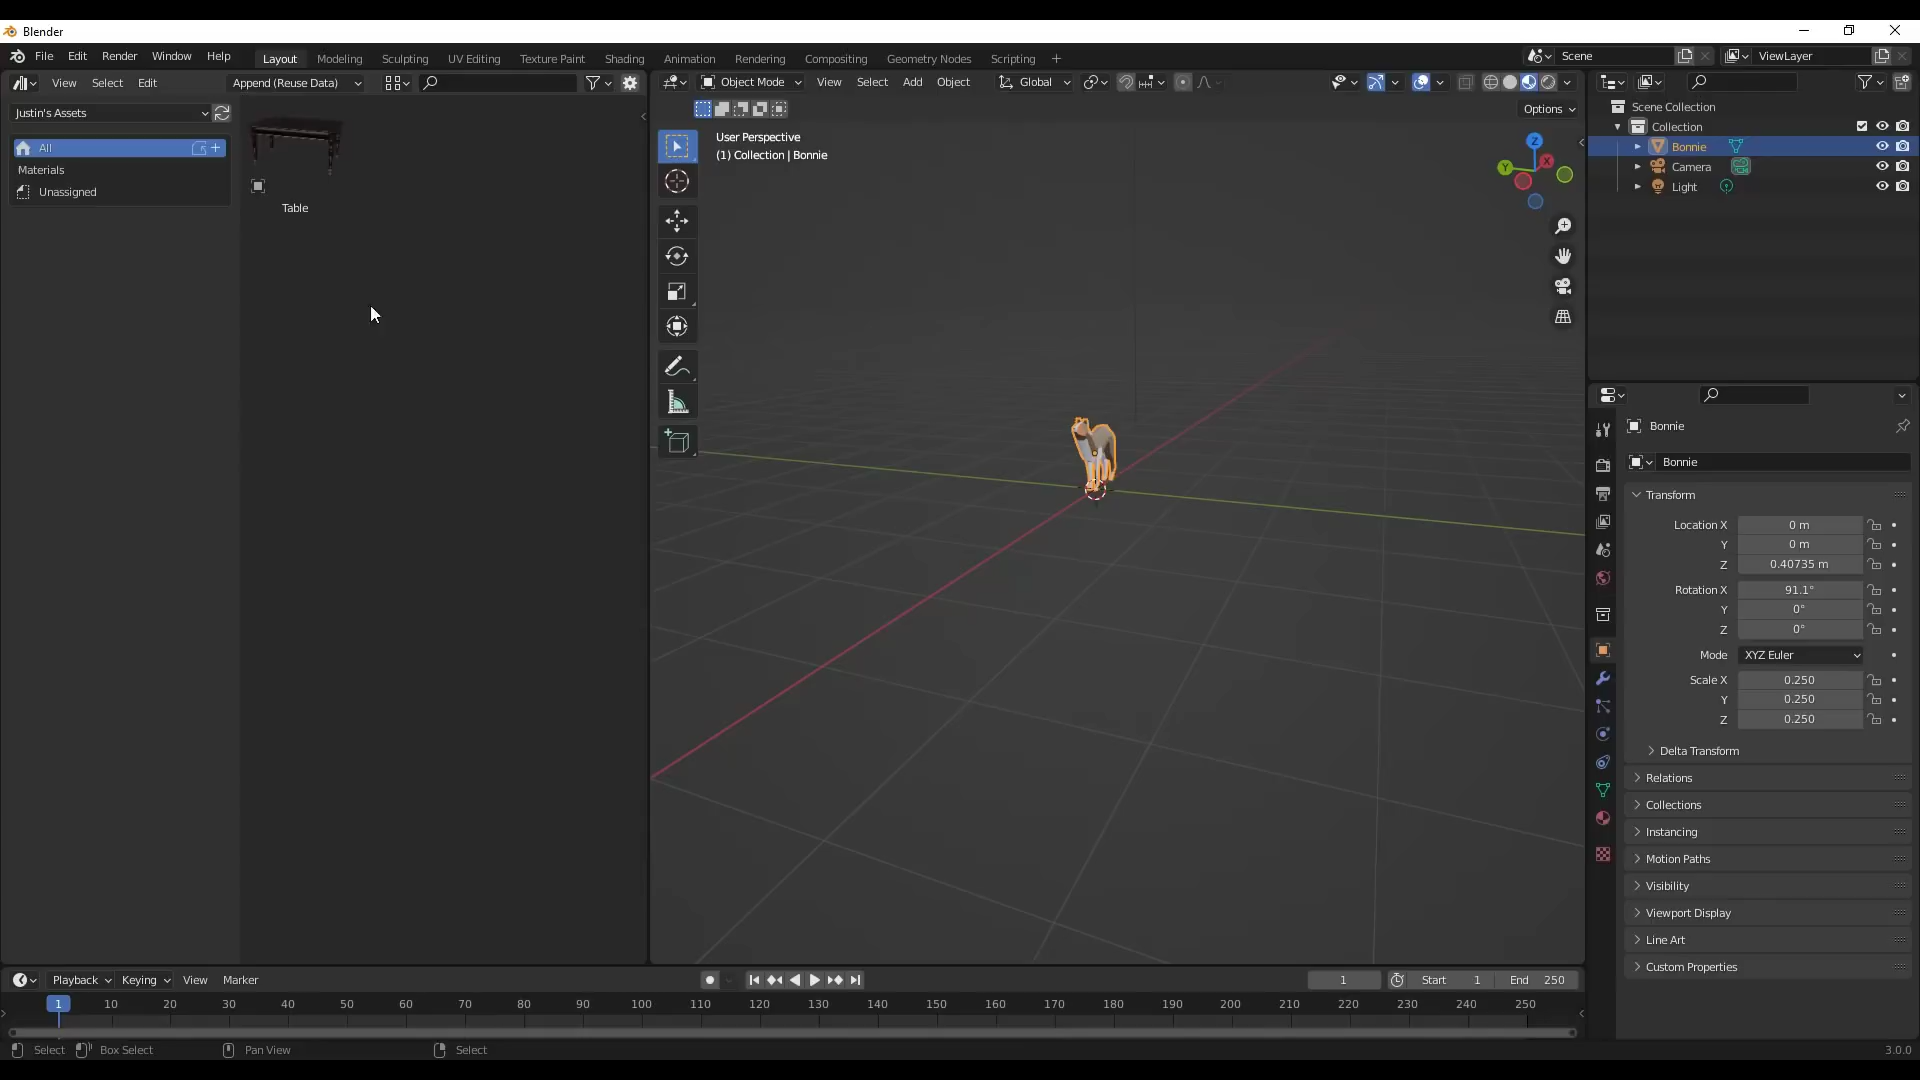 Blender
File Edit Render Window Help
Layout Modeling Sculpting UV Editing Texture Paint Shading Animation Rendering Compositing Geometry Nodes Scripting +
Scene
ViewLayer
View Select Edit Append (Reuse Data)
Object Mode View Select Add Object Global
Justin's Assets
All
Materials
Unassigned
Table
Options
User Perspective
(1) Collection | Bonnie
Z
X
Y
Scene Collection
Collection
Bonnie
Camera
Light
Bonnie
Bonnie
Transform
Location X 0 m
Y 0 m
Z 0.40735 m
Rotation X 91.1°
Y 0°
Z 0°
Mode XYZ Euler
Scale X 0.250
Y 0.250
Z 0.250
Delta Transform
Relations
Collections
Instancing
Motion Paths
Visibility
Viewport Display
Line Art
Custom Properties
Playback Keying View Marker
1 Start 1 End 250
1 10 20 30 40 50 60 70 80 90 100 110 120 130 140 150 160 170 180 190 200 210 220 230 240 250
Select Box Select Pan View Select 3.0.0